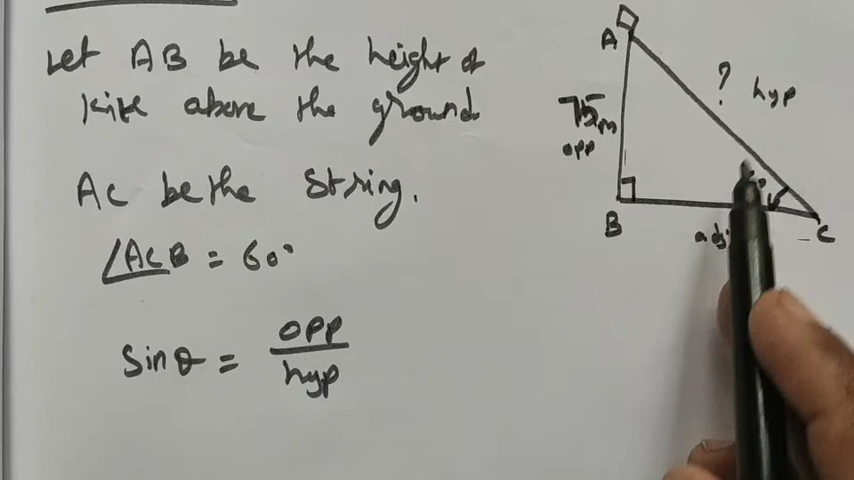 Let AB be the height of
kite above the ground
AC be the string.
∠ACB = 60°
sinθ = opp
hyp
A
?
hyp
75m
opp
B
adj
C